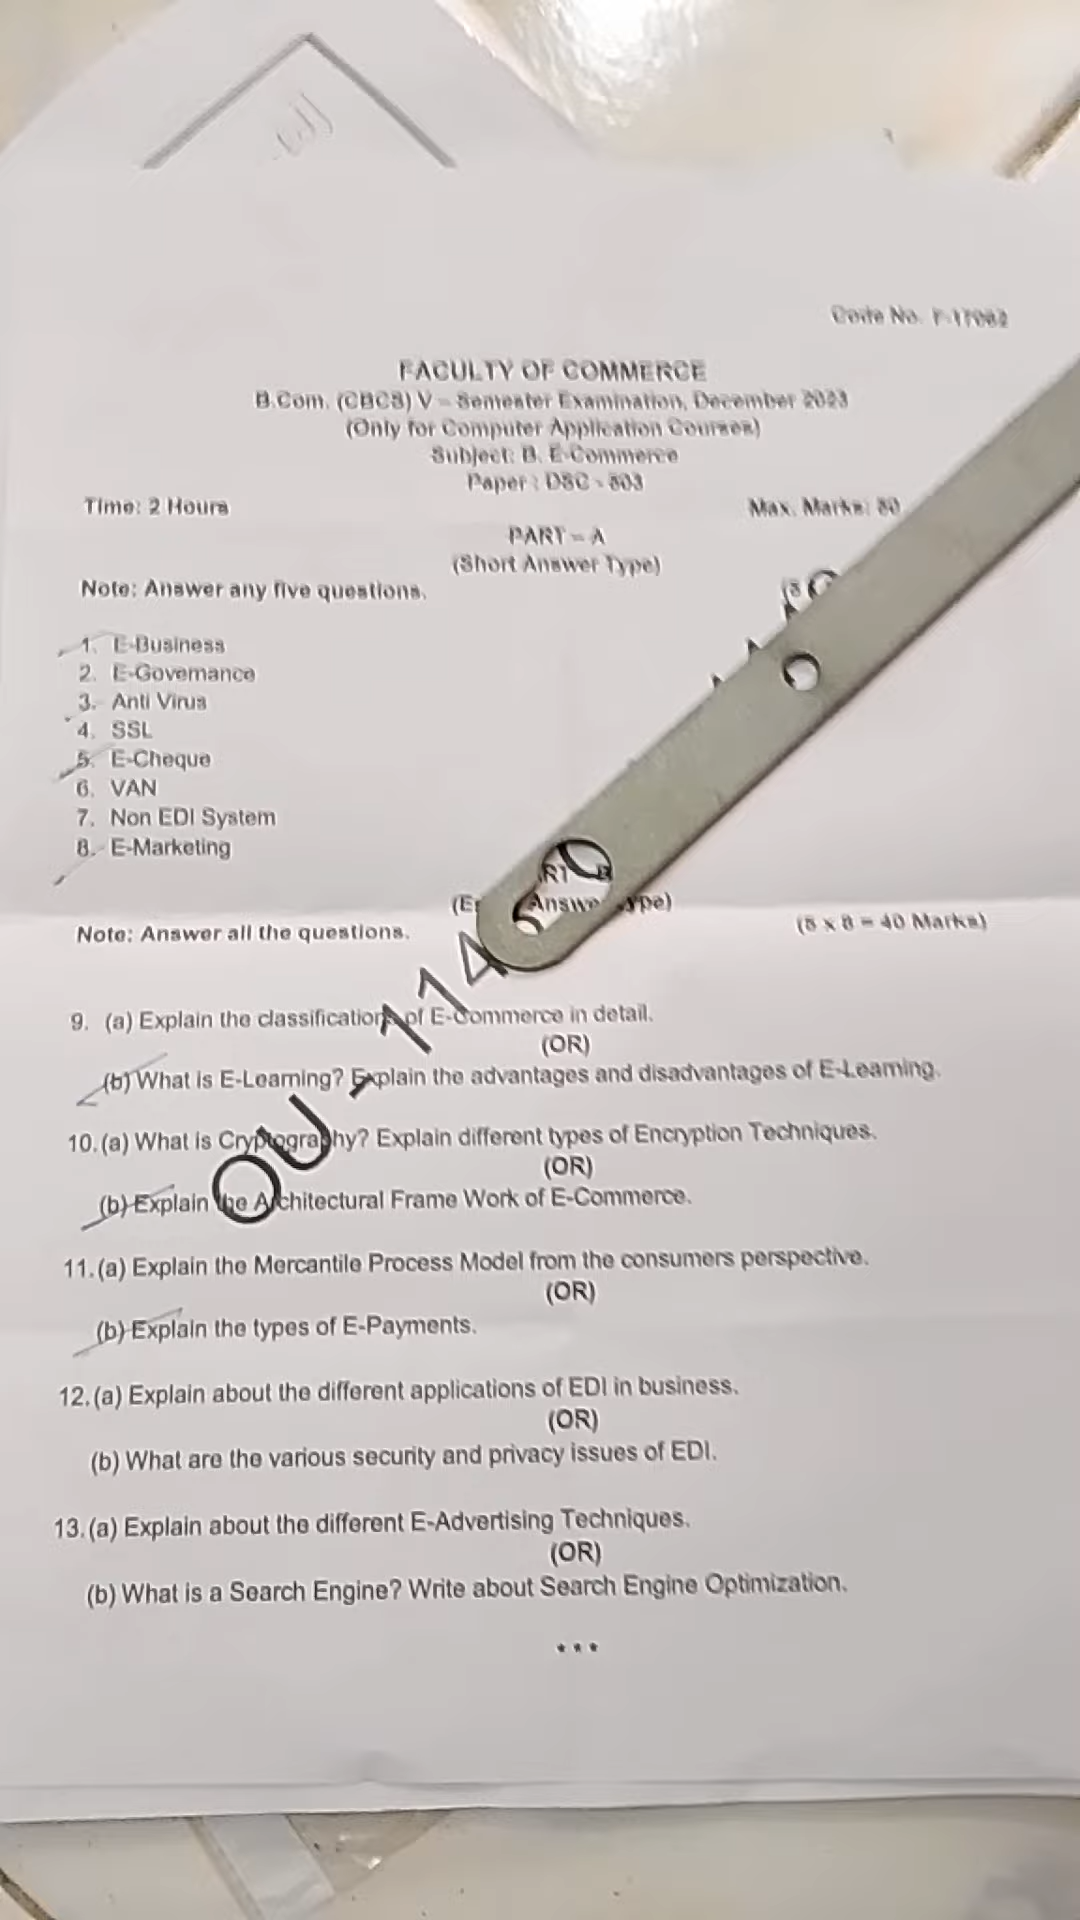 Code No.
FACULTY OF COMMERCE
B.Com. (CBCS) V - Semester Examination, December 2023
(Only for Computer Application Courses)
Subject: B. E-Commerce
Paper : DSC - 503
Time: 2 Hours
Max. Marks: 80
PART – A
(Short Answer Type)
Note: Answer any five questions.
1. E-Business
2. E-Governance
3. Anti Virus
4. SSL
5. E-Cheque
6. VAN
7. Non EDI System
8. E-Marketing
Note: Answer all the questions.
(5 x 8 = 40 Marks)
9. (a) Explain the classifications of E-Commerce in detail.
(OR)
(b) What is E-Learning? Explain the advantages and disadvantages of E-Learning.
10. (a) What is Cryptography? Explain different types of Encryption Techniques.
(OR)
(b) Explain the Architectural Frame Work of E-Commerce.
11. (a) Explain the Mercantile Process Model from the consumers perspective.
(OR)
(b) Explain the types of E-Payments.
12. (a) Explain about the different applications of EDI in business.
(OR)
(b) What are the various security and privacy issues of EDI.
13. (a) Explain about the different E-Advertising Techniques.
(OR)
(b) What is a Search Engine? Write about Search Engine Optimization.
***
OU - 1146